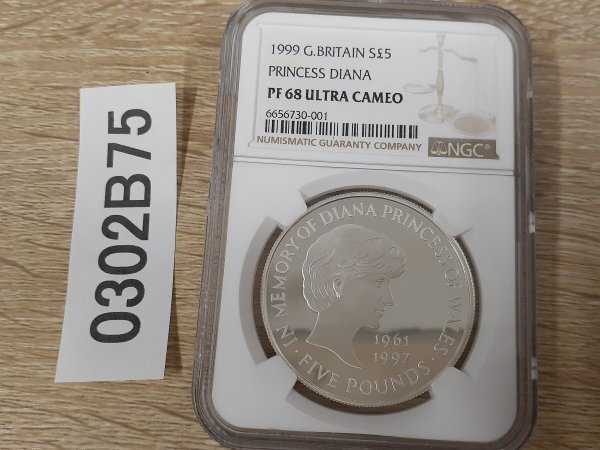 0302B75
1999 G.BRITAIN S£5
PRINCESS DIANA
PF 68 ULTRA CAMEO
6656730-001
NUMISMATIC GUARANTY COMPANY NGC
IN MEMORY OF DIANA PRINCESS OF WALES
1961
1997
· FIVE POUNDS ·